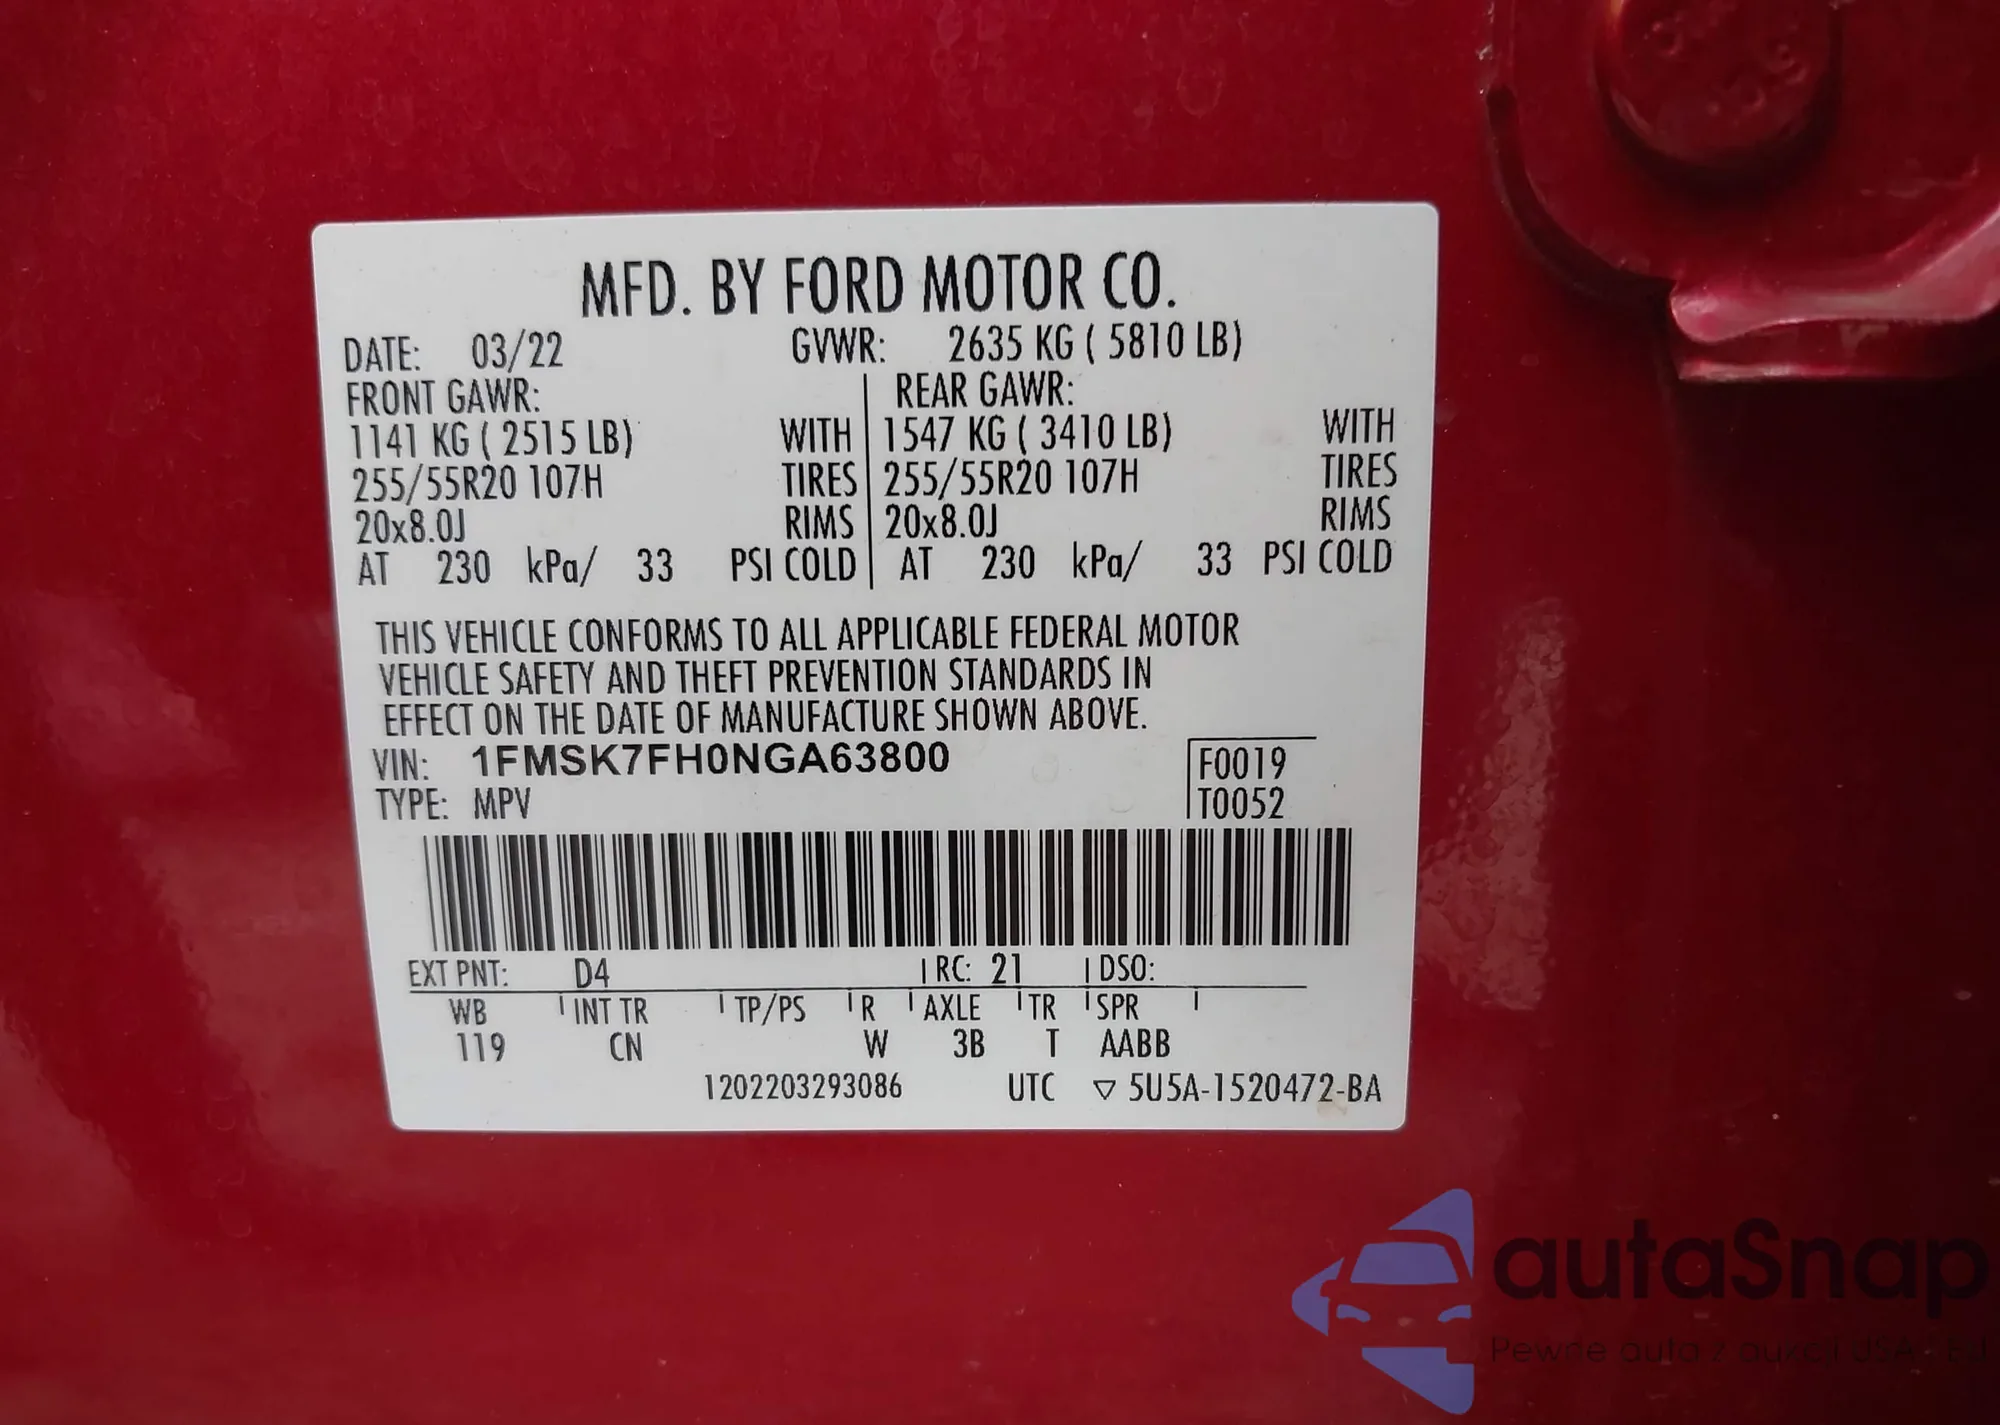 MFD. BY FORD MOTOR CO.
DATE: 03/22 GVWR: 2635 KG ( 5810 LB)
FRONT GAWR: REAR GAWR:
1141 KG ( 2515 LB) WITH 1547 KG ( 3410 LB) WITH
255/55R20 107H TIRES 255/55R20 107H TIRES
20x8.0J RIMS 20x8.0J RIMS
AT 230 kPa/ 33 PSI COLD AT 230 kPa/ 33 PSI COLD
THIS VEHICLE CONFORMS TO ALL APPLICABLE FEDERAL MOTOR
VEHICLE SAFETY AND THEFT PREVENTION STANDARDS IN
EFFECT ON THE DATE OF MANUFACTURE SHOWN ABOVE.
VIN: 1FMSK7FH0NGA63800 F0019
TYPE: MPV T0052
EXT PNT: D4 RC: 21 DSO:
WB INT TR TP/PS R AXLE TR SPR
119 CN W 3B T AABB
1202203293086 UTC ▽ 5U5A-1520472-BA
autaSnap
Pewne auta z aukcji